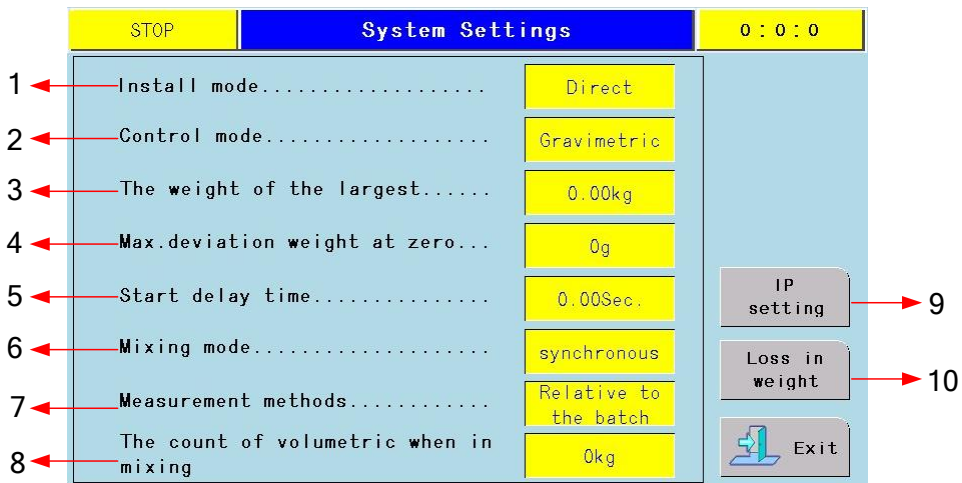 STOP System Settings 0:0:0
1 Install mode................... Direct
2 Control mode................... Gravimetric
3 The weight of the largest...... 0.00kg
4 Max.deviation weight at zero... 0g
5 Start delay time............... 0.00Sec.
6 Mixing mode.................... synchronous
7 Measurement methods............ Relative to
the batch
8 The count of volumetric when in
mixing 0kg
IP
setting 9
Loss in
weight 10
Exit